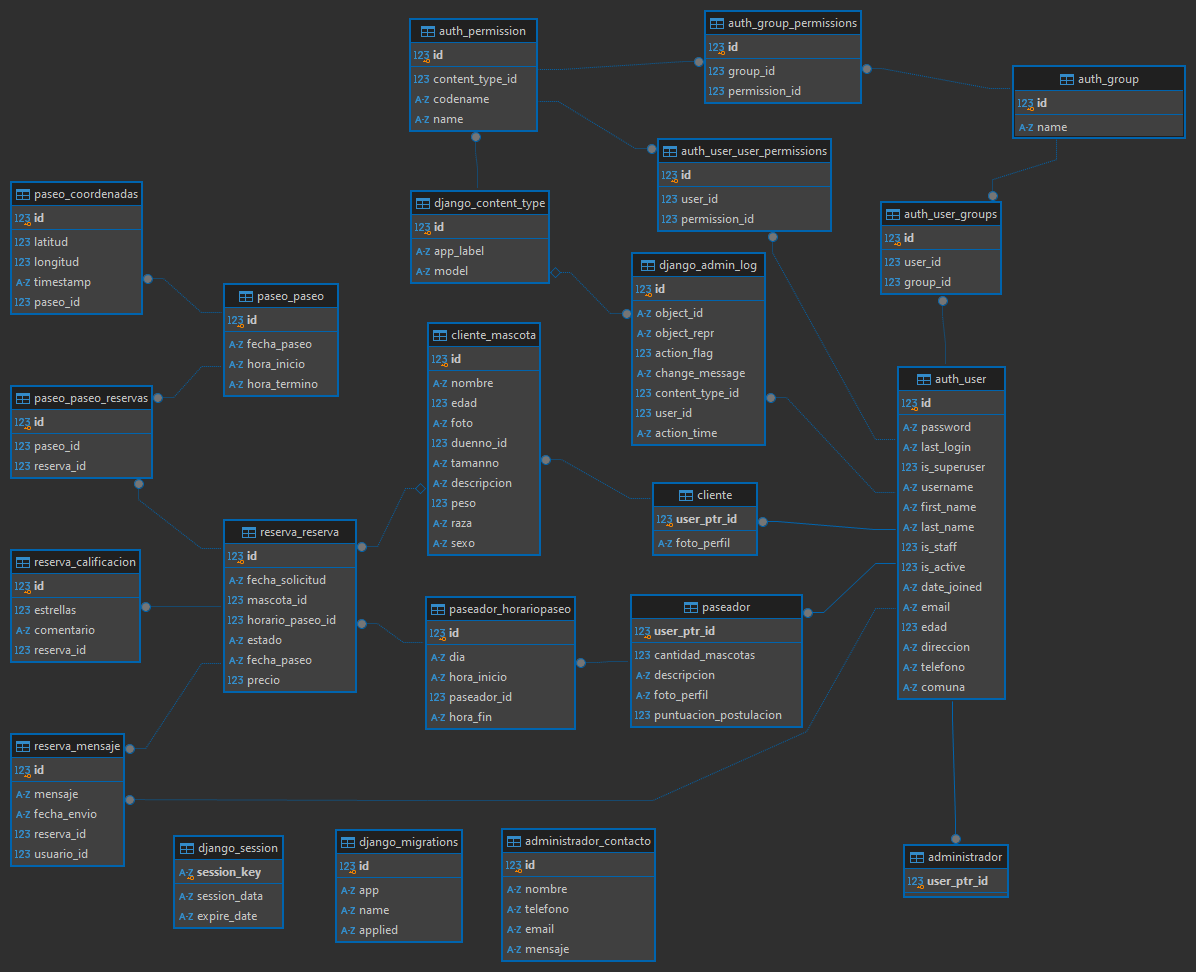 auth_permission
123 id
123 content_type_id
A-Z codename
A-Z name
auth_group_permissions
123 id
123 group_id
123 permission_id
auth_group
123 id
A-Z name
auth_user_user_permissions
123 id
123 user_id
123 permission_id
paseo_coordenadas
123 id
123 latitud
123 longitud
A-Z timestamp
123 paseo_id
django_content_type
123 id
A-Z app_label
A-Z model
auth_user_groups
123 id
123 user_id
123 group_id
django_admin_log
123 id
A-Z object_id
A-Z object_repr
123 action_flag
A-Z change_message
123 content_type_id
123 user_id
A-Z action_time
paseo_paseo
123 id
A-Z fecha_paseo
A-Z hora_inicio
A-Z hora_termino
cliente_mascota
123 id
A-Z nombre
123 edad
A-Z foto
123 duenno_id
A-Z tamanno
A-Z descripcion
123 peso
A-Z raza
A-Z sexo
auth_user
123 id
A-Z password
A-Z last_login
123 is_superuser
A-Z username
A-Z first_name
A-Z last_name
123 is_staff
123 is_active
A-Z date_joined
A-Z email
123 edad
A-Z direccion
A-Z telefono
A-Z comuna
paseo_paseo_reservas
123 id
123 paseo_id
123 reserva_id
cliente
123 user_ptr_id
A-Z foto_perfil
reserva_reserva
123 id
A-Z fecha_solicitud
123 mascota_id
123 horario_paseo_id
A-Z estado
A-Z fecha_paseo
123 precio
reserva_calificacion
123 id
123 estrellas
A-Z comentario
123 reserva_id
paseador_horariopaseo
123 id
A-Z dia
A-Z hora_inicio
123 paseador_id
A-Z hora_fin
paseador
123 user_ptr_id
123 cantidad_mascotas
A-Z descripcion
A-Z foto_perfil
123 puntuacion_postulacion
reserva_mensaje
123 id
A-Z mensaje
A-Z fecha_envio
123 reserva_id
123 usuario_id
django_session
A-Z session_key
A-Z session_data
A-Z expire_date
django_migrations
123 id
A-Z app
A-Z name
A-Z applied
administrador_contacto
123 id
A-Z nombre
A-Z telefono
A-Z email
A-Z mensaje
administrador
123 user_ptr_id